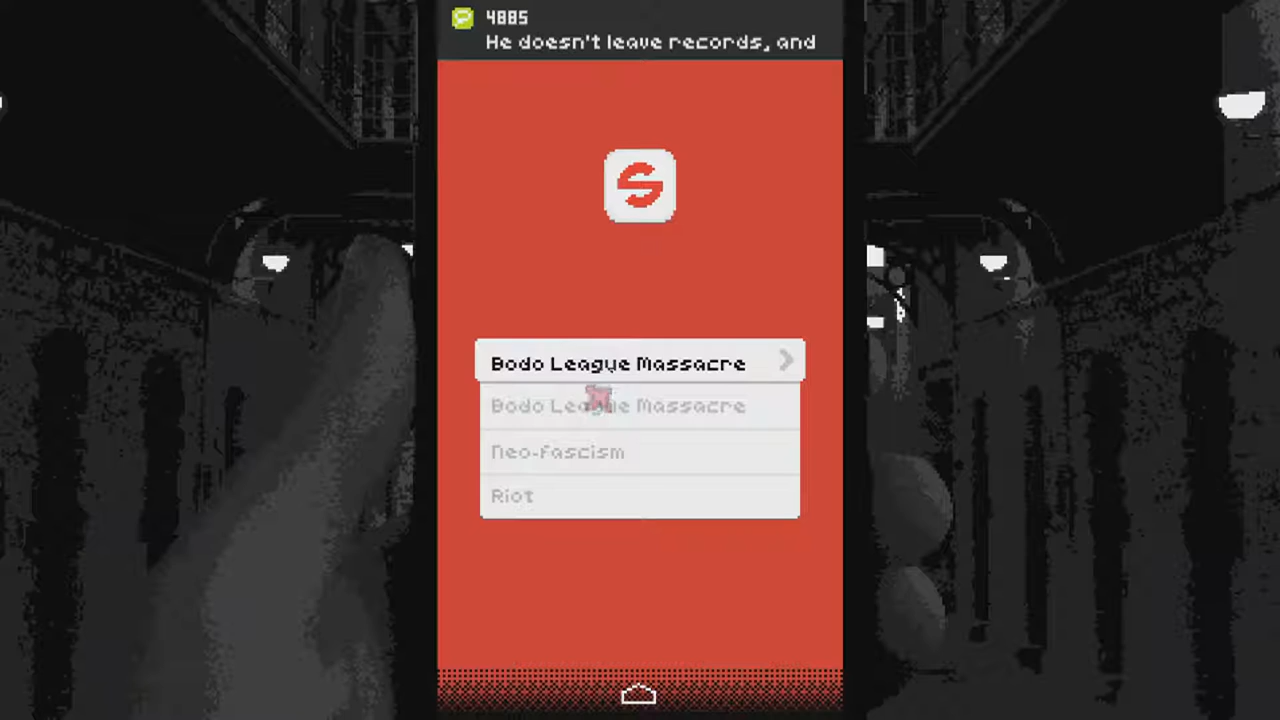 4885
He doesn't leave records, and
Bodo League Massacre
Bodo League Massacre
Neo-fascism
Riot